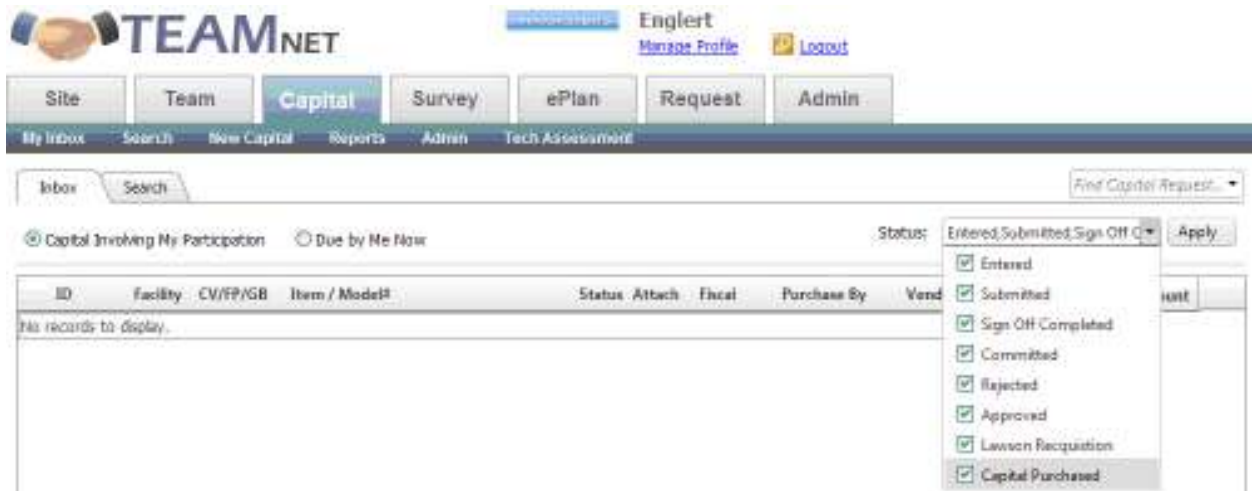 TEAMNET
Englert
Manage Profile Logout
Site Team Capital Survey ePlan Request Admin
My Inbox Search New Capital Reports Admin Tech Assessment
Inbox Search Find Capital Request...
Capital Involving My Participation Due by Me Now Status: Entered,Submitted,Sign Off C Apply
ID Facility CV/FP/GB Item / Model# Status Attach Fiscal Purchase By Vend unt
No records to display.
Entered
Submitted
Sign Off Completed
Committed
Rejected
Approved
Lawson Recquistion
Capital Purchased